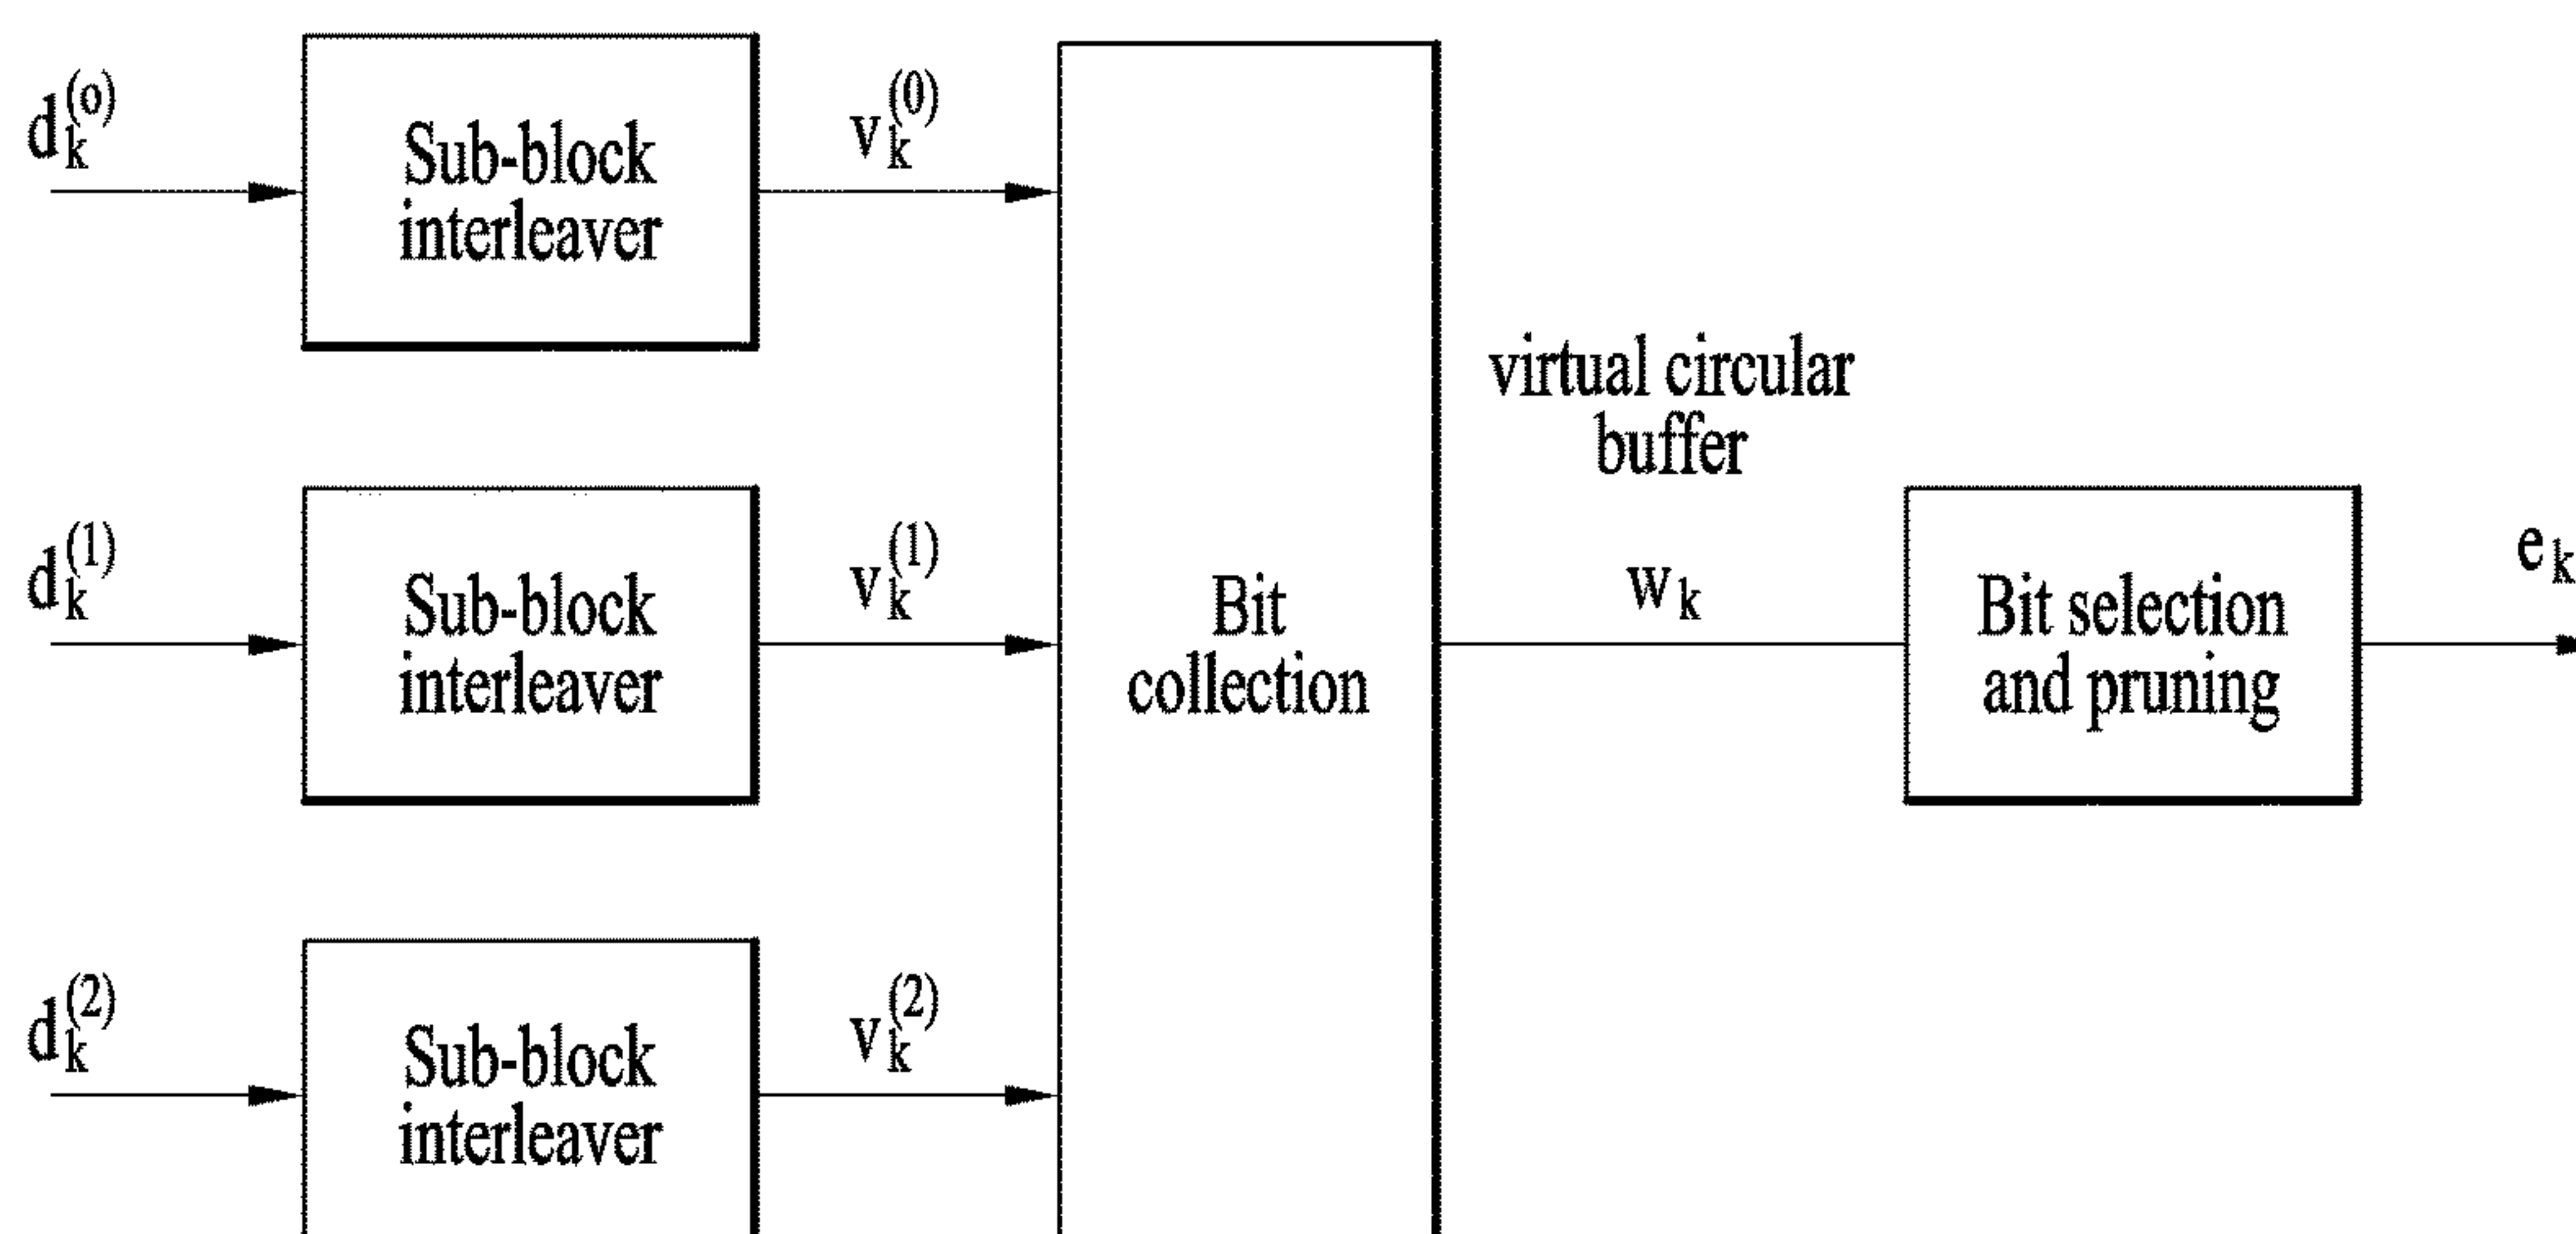 d_k^(o)
Sub-block
interleaver
v_k^(0)
virtual circular
buffer
d_k^(1)
Sub-block
interleaver
v_k^(1)
Bit
collection
w_k
Bit selection
and pruning
e_k
d_k^(2)
Sub-block
interleaver
v_k^(2)